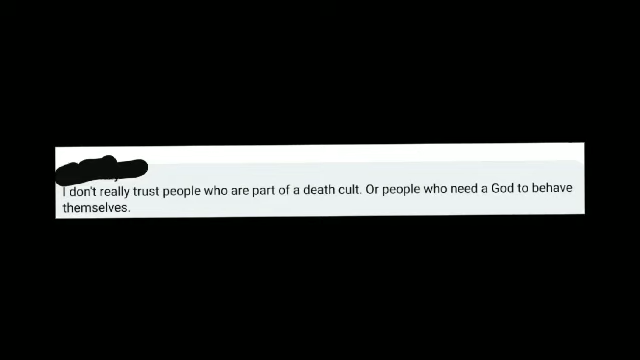 I don't really trust people who are part of a death cult. Or people who need a God to behave
themselves.